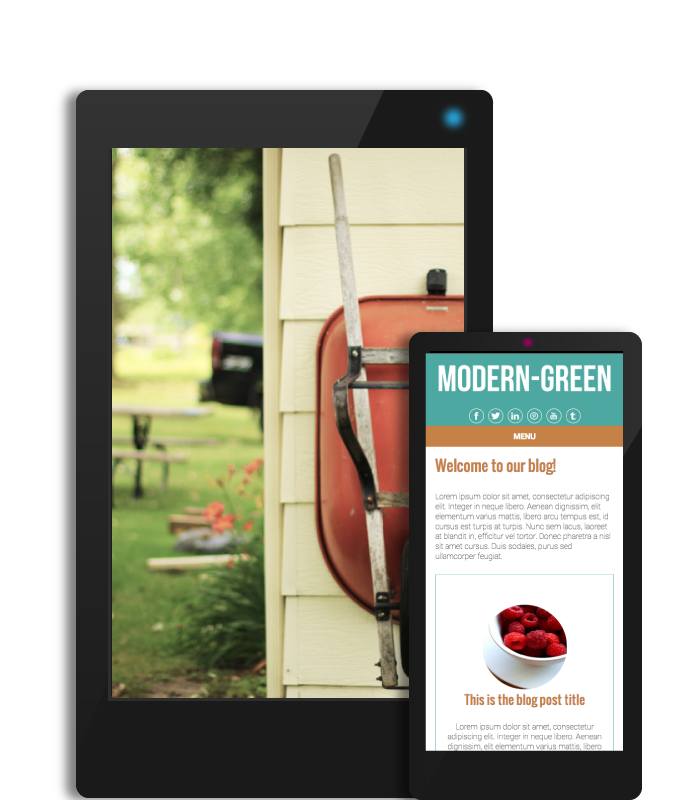 MODERN-GREEN
MENU
Welcome to our blog!
Lorem ipsum dolor sit amet, consectetur adipiscing
elit. Integer in neque libero. Aenean dignissim, elit
elementum varius mattis, libero arcu tempus est, id
cursus est turpis at turpis. Nunc sem lacus, laoreet
at blandit in, efficitur vel tortor. Donec pharetra a nisl
sit amet cursus. Duis sodales, purus sed
ullamcorper feugiat.
This is the blog post title
Lorem ipsum dolor sit amet, consectetur
adipiscing elit. Integer in neque libero. Aenean
dignissim, elit elementum varius mattis, libero